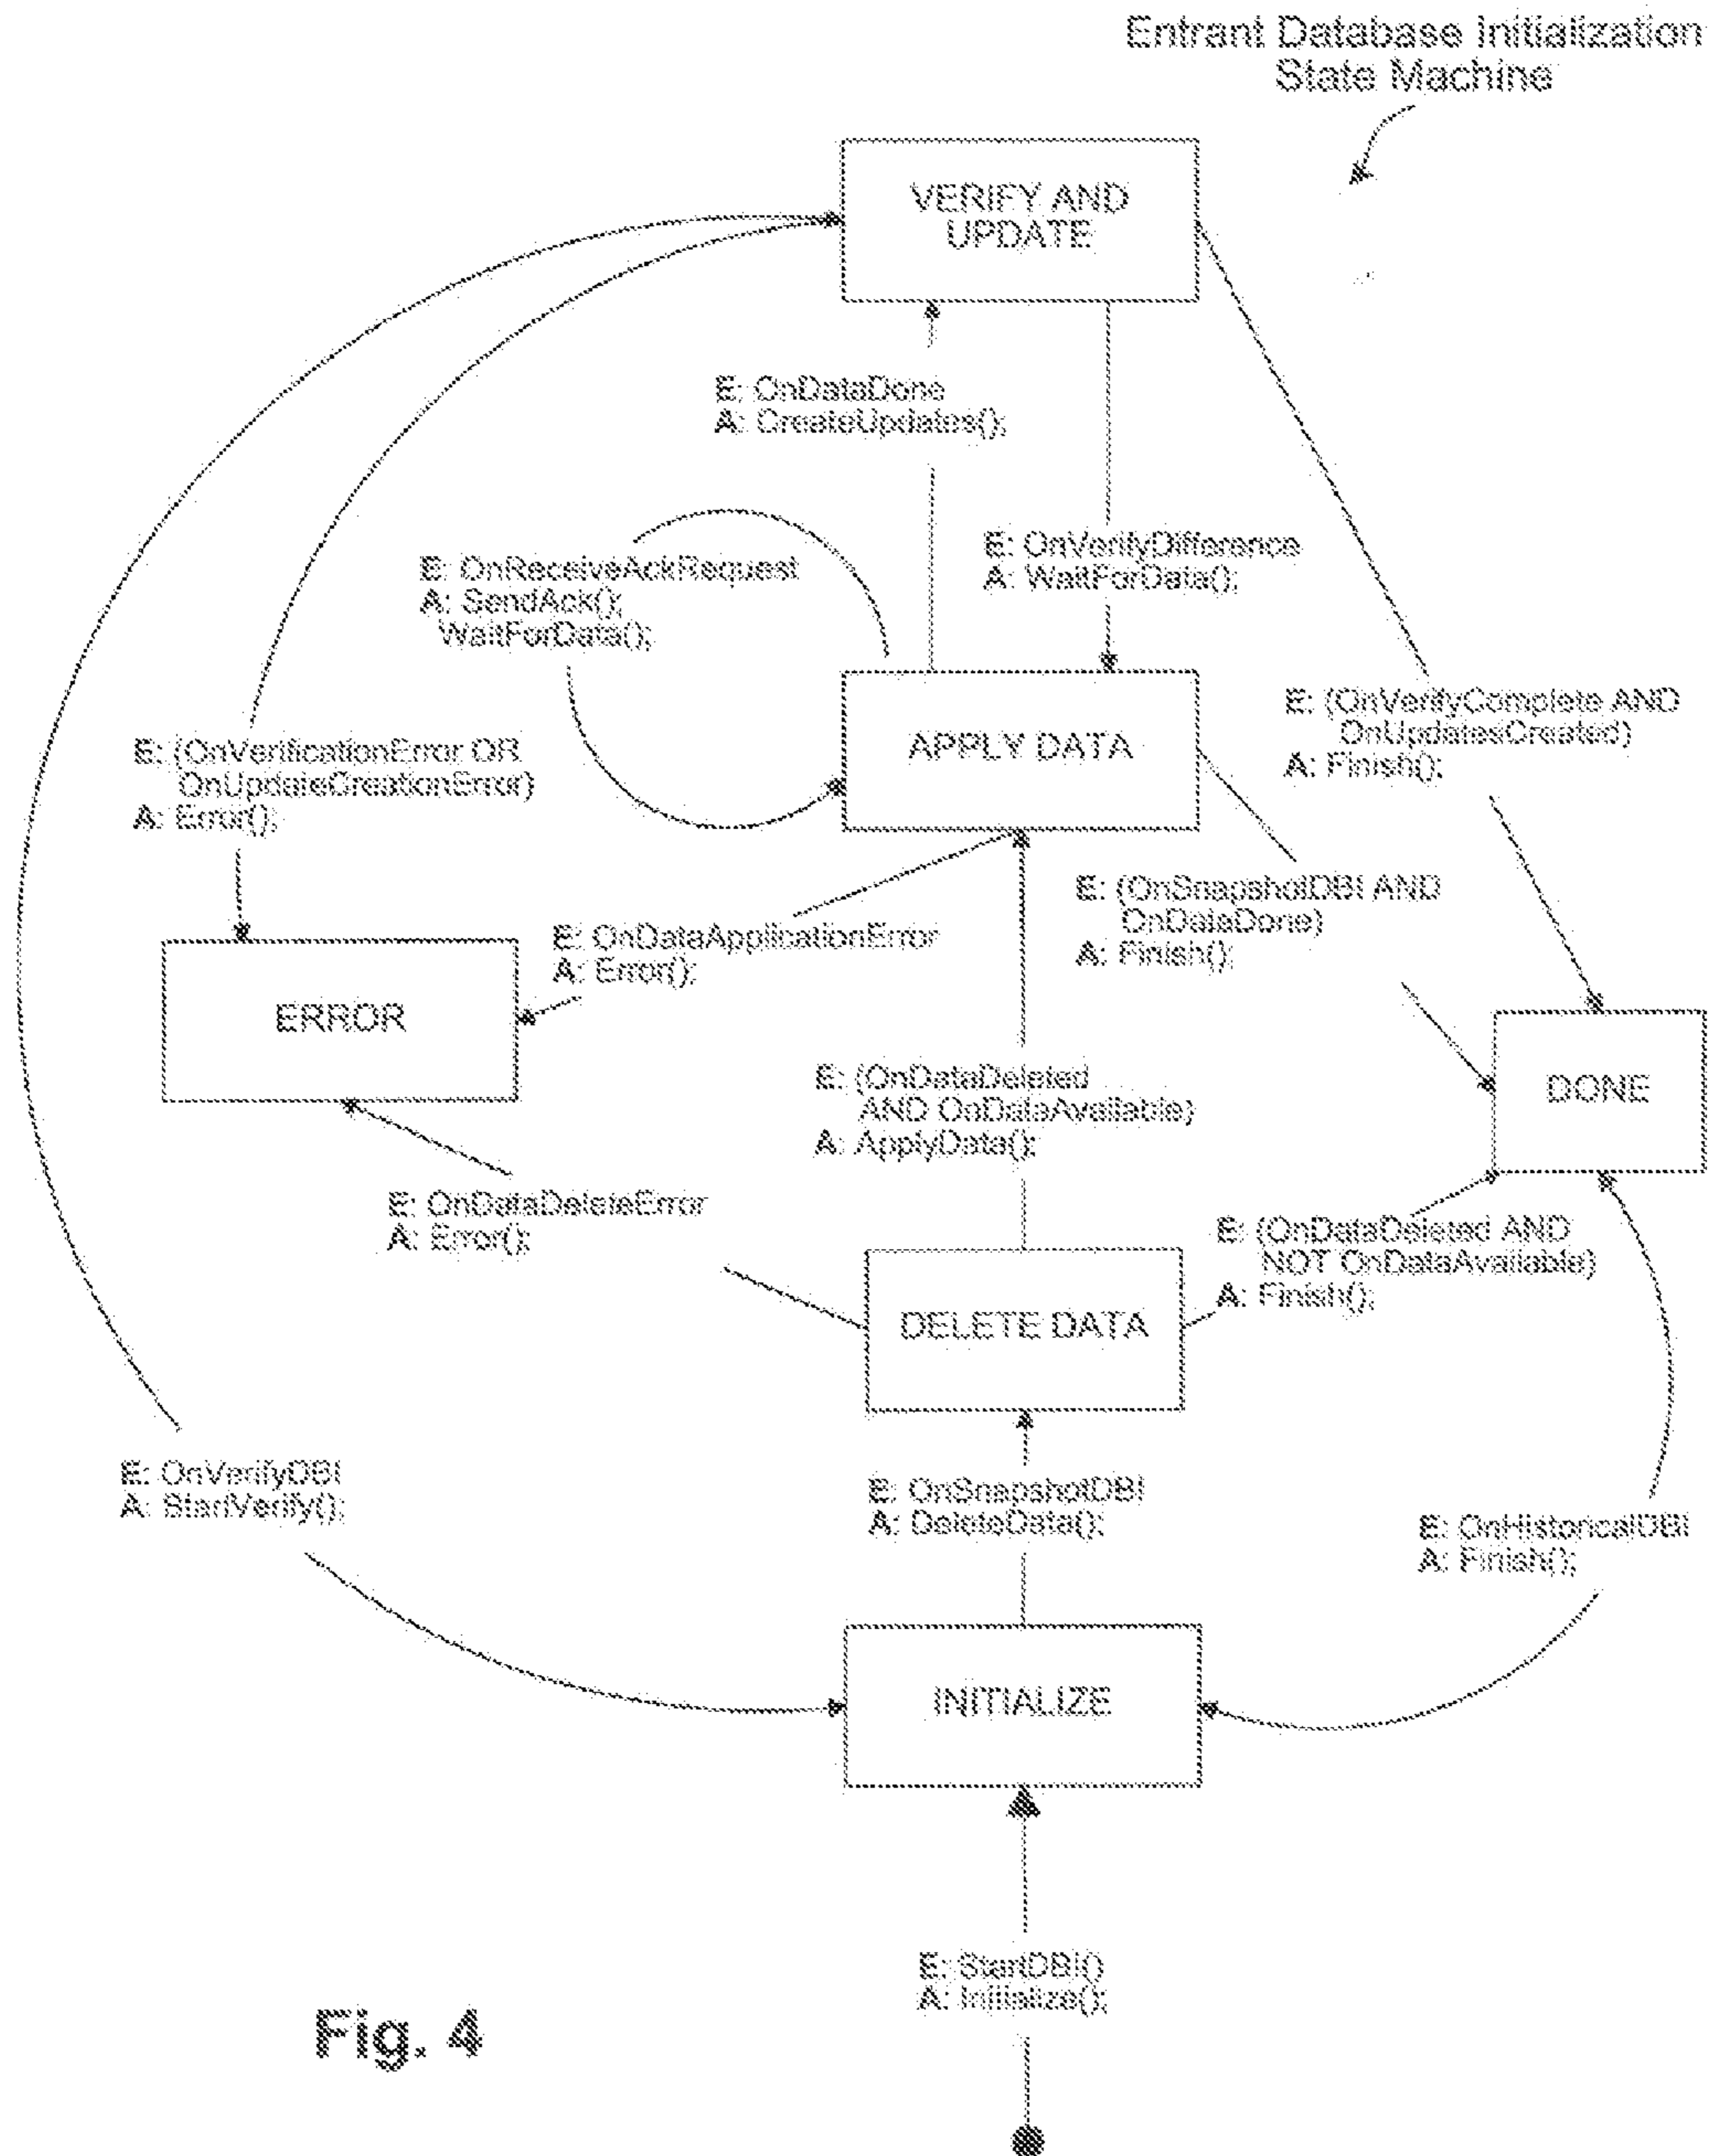 Entrant Database Initialization
State Machine
VERIFY AND
UPDATE
E: OnDataDone
A: CreateUpdates();
E: OnVerifyDifference
A: WaitForData();
E: OnReceiveAckRequest
A: SendAck();
WaitForData();
E: (OnVerifyComplete AND
OnUpdatesCreated)
A: Finish();
E: (OnVerificationError OR
OnUpdateCreationError)
A: Error();
APPLY DATA
E: (OnSnapshotDBI AND
OnDataDone)
A: Finish();
E: OnDataApplicationError
A: Error();
ERROR
DONE
E: (OnDataDeleted
AND OnDataAvailable)
A: ApplyData();
E: OnDataDeleteError
A: Error();
E: (OnDataDeleted AND
NOT OnDataAvailable)
A: Finish();
DELETE DATA
E: OnVerifyDBI
A: StartVerify();
E: OnSnapshotDBI
A: DeleteData();
E: OnHistoricalDBI
A: Finish();
INITIALIZE
E: StartDBI()
A: Initialize();
Fig. 4